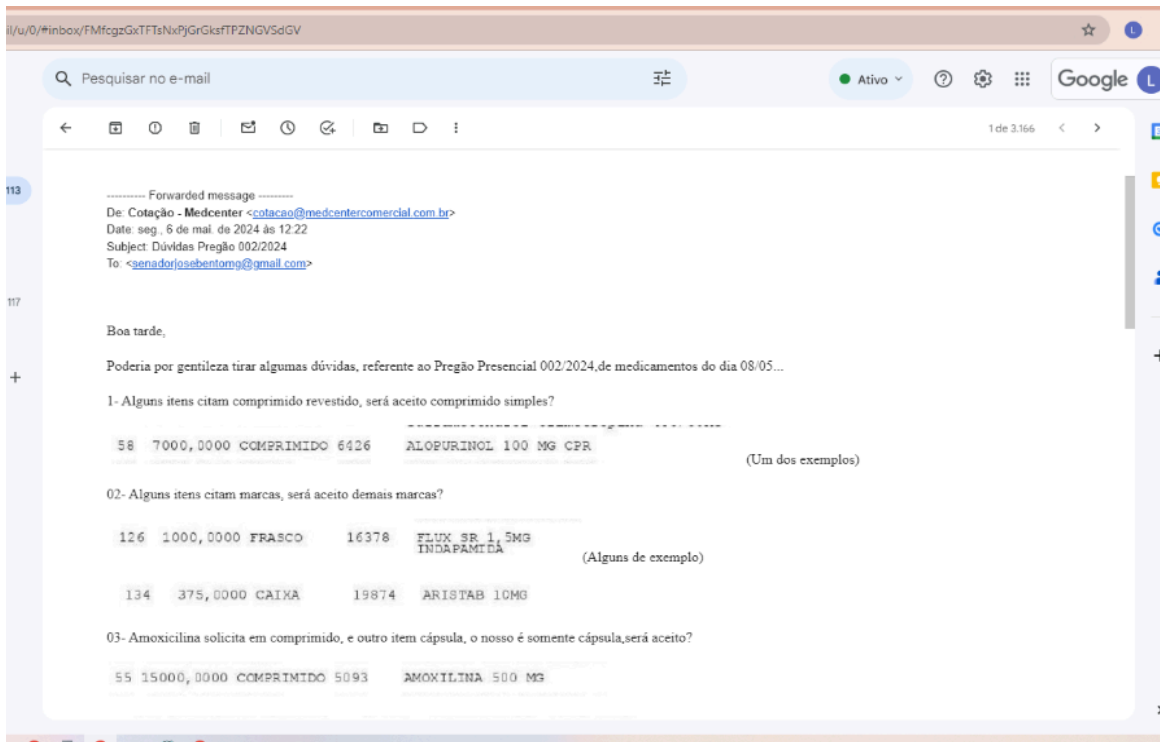 il/u/0/#inbox/FMfcgzGxTFTsNxPjGrGksfTPZNGVSdGV
L
Pesquisar no e-mail
Ativo
Google
L
1 de 3.166
113
117
---------- Forwarded message ---------
De: Cotação - Medcenter <cotacao@medcentercomercial.com.br>
Date: seg., 6 de mai. de 2024 às 12:22
Subject: Dúvidas Pregão 002/2024
To: <senadorjosebentomg@gmail.com>
Boa tarde,
Poderia por gentileza tirar algumas dúvidas, referente ao Pregão Presencial 002/2024,de medicamentos do dia 08/05...
1- Alguns itens citam comprimido revestido, será aceito comprimido simples?
58 7000,0000 COMPRIMIDO 6426 ALOPURINOL 100 MG CPR
(Um dos exemplos)
02- Alguns itens citam marcas, será aceito demais marcas?
126 1000,0000 FRASCO 16378 FLUX SR 1,5MG
INDAPAMIDA
(Alguns de exemplo)
134 375,0000 CAIXA 19874 ARISTAB 10MG
03- Amoxicilina solicita em comprimido, e outro item cápsula, o nosso é somente cápsula,será aceito?
55 15000,0000 COMPRIMIDO 5093 AMOXILINA 500 MG